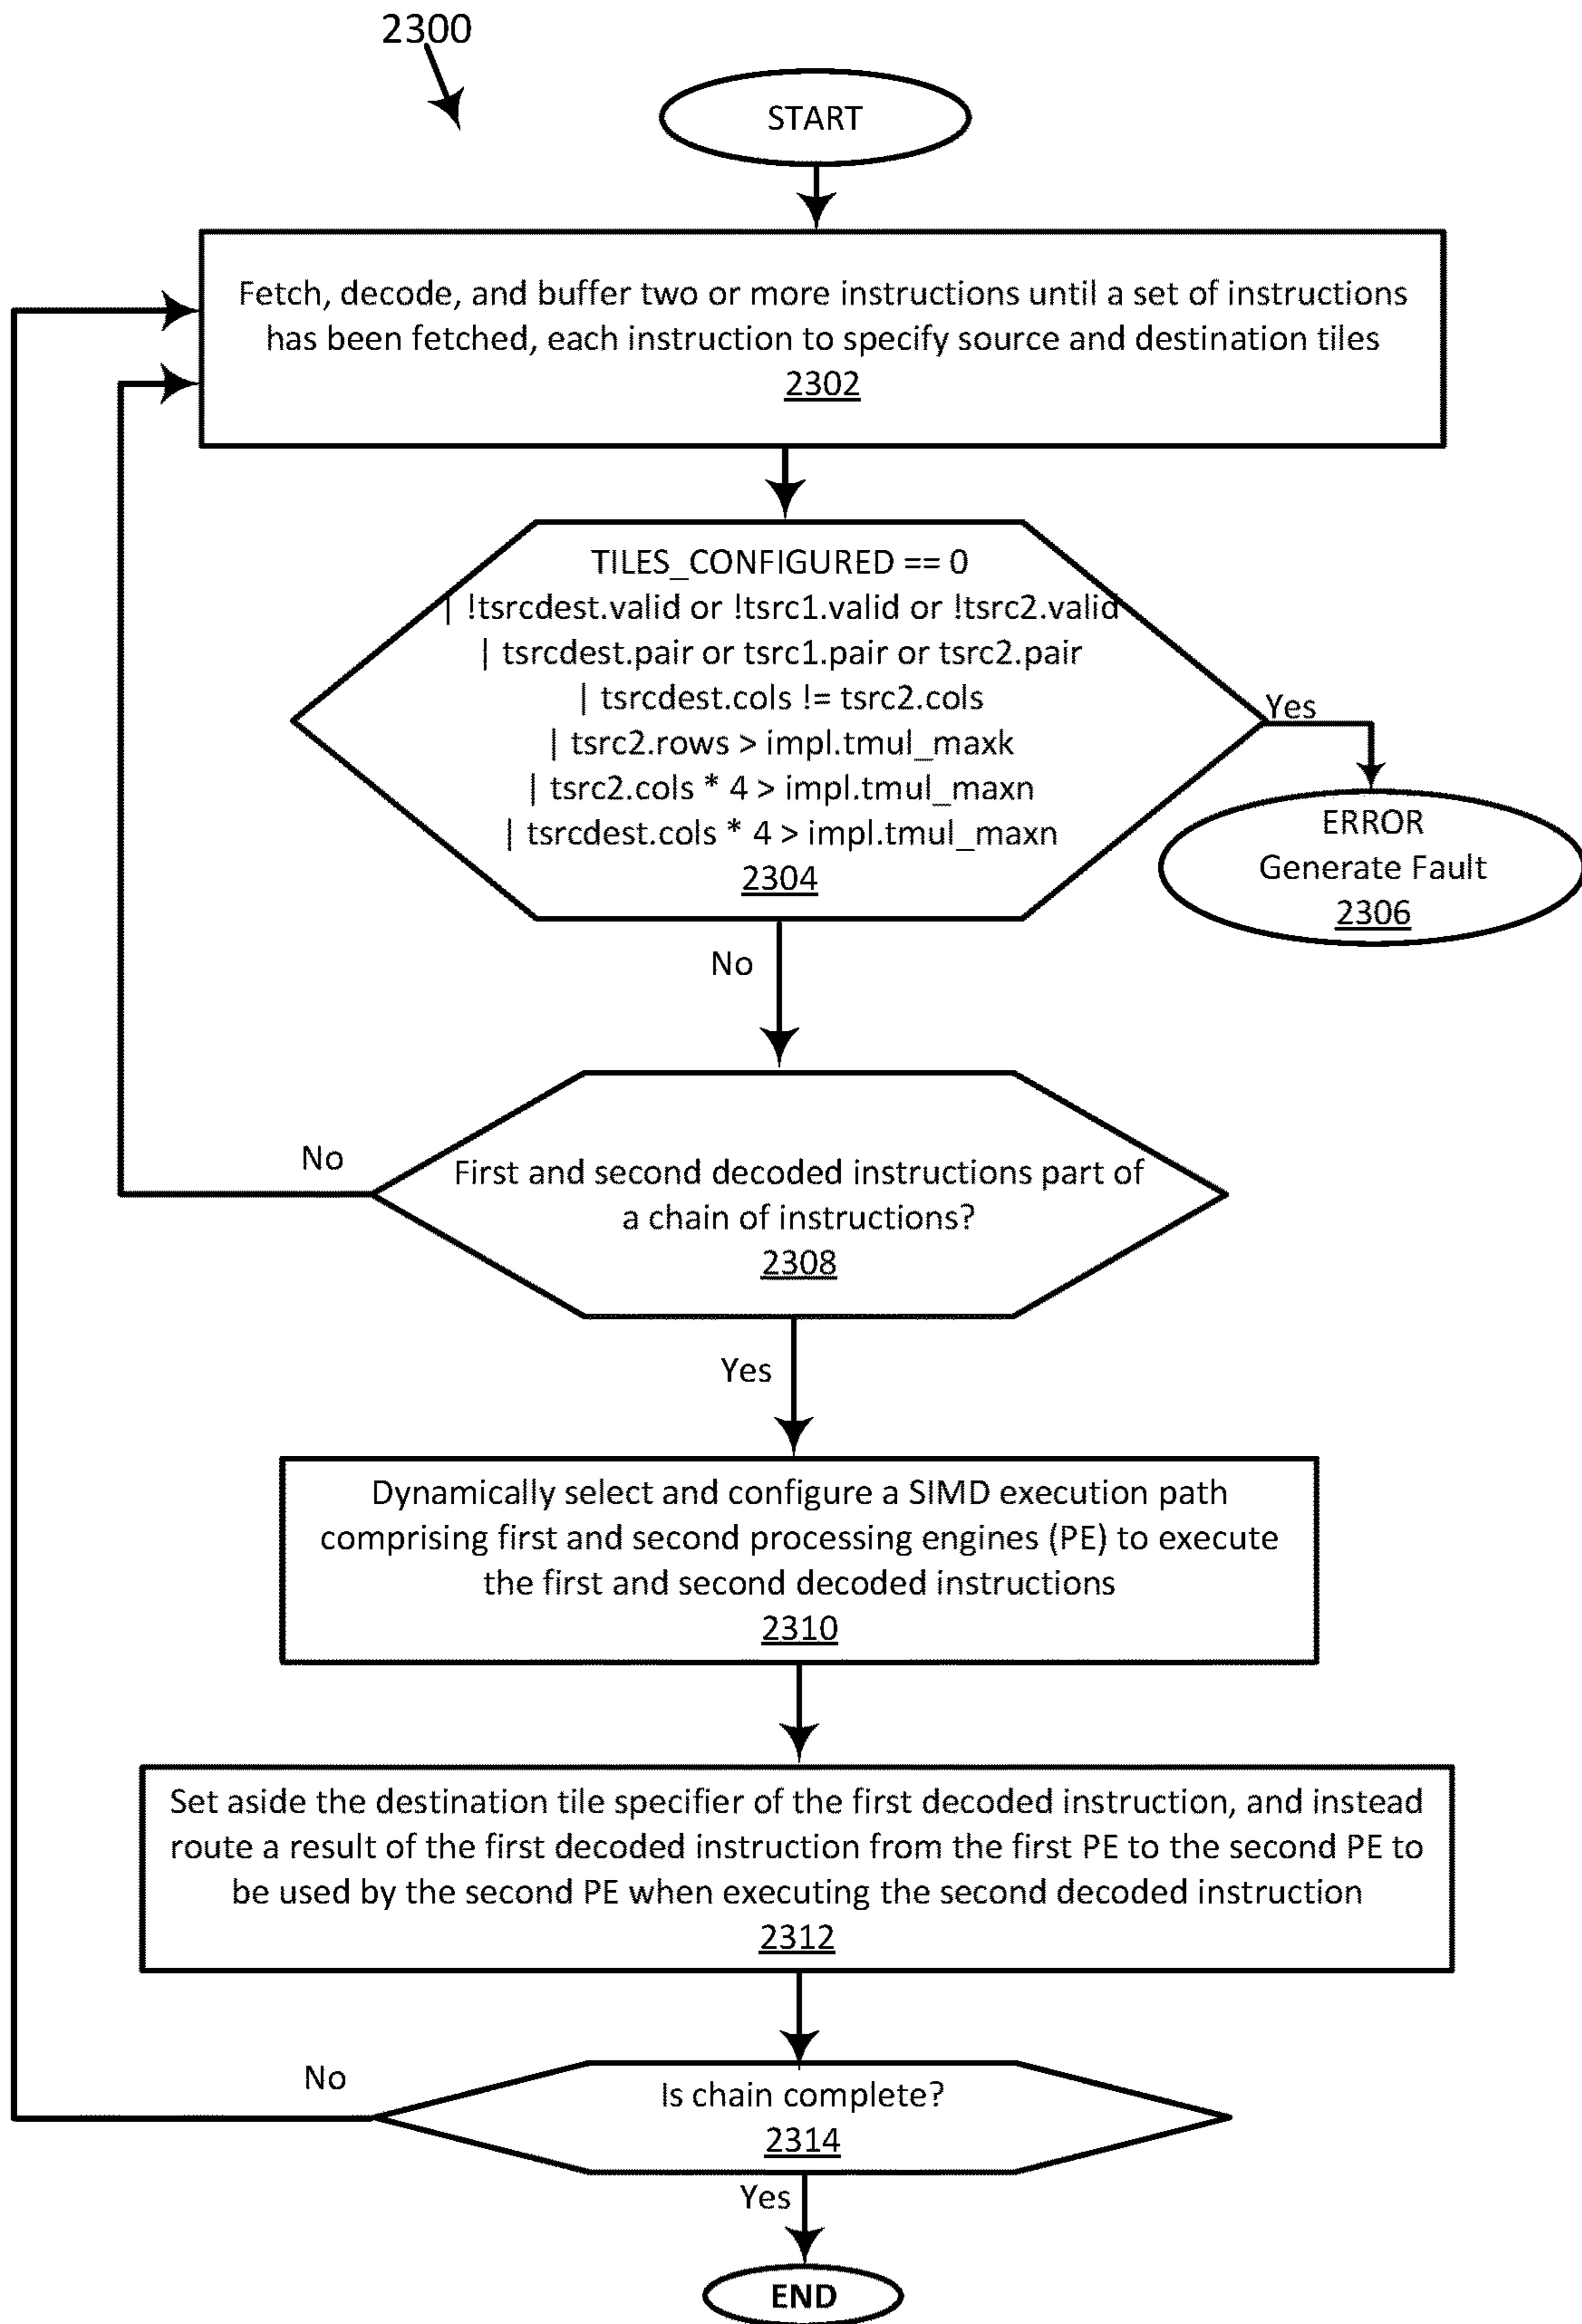 2300
START
Fetch, decode, and buffer two or more instructions until a set of instructions
has been fetched, each instruction to specify source and destination tiles
2302
TILES_CONFIGURED == 0
| !tsrcdest.valid or !tsrc1.valid or !tsrc2.valid
| tsrcdest.pair or tsrc1.pair or tsrc2.pair
| tsrcdest.cols != tsrc2.cols
| tsrc2.rows > impl.tmul_maxk
| tsrc2.cols * 4 > impl.tmul_maxn
| tsrcdest.cols * 4 > impl.tmul_maxn
2304
Yes
ERROR
Generate Fault
2306
No
No
First and second decoded instructions part of
a chain of instructions?
2308
Yes
Dynamically select and configure a SIMD execution path
comprising first and second processing engines (PE) to execute
the first and second decoded instructions
2310
Set aside the destination tile specifier of the first decoded instruction, and instead
route a result of the first decoded instruction from the first PE to the second PE to
be used by the second PE when executing the second decoded instruction
2312
No
Is chain complete?
2314
Yes
END